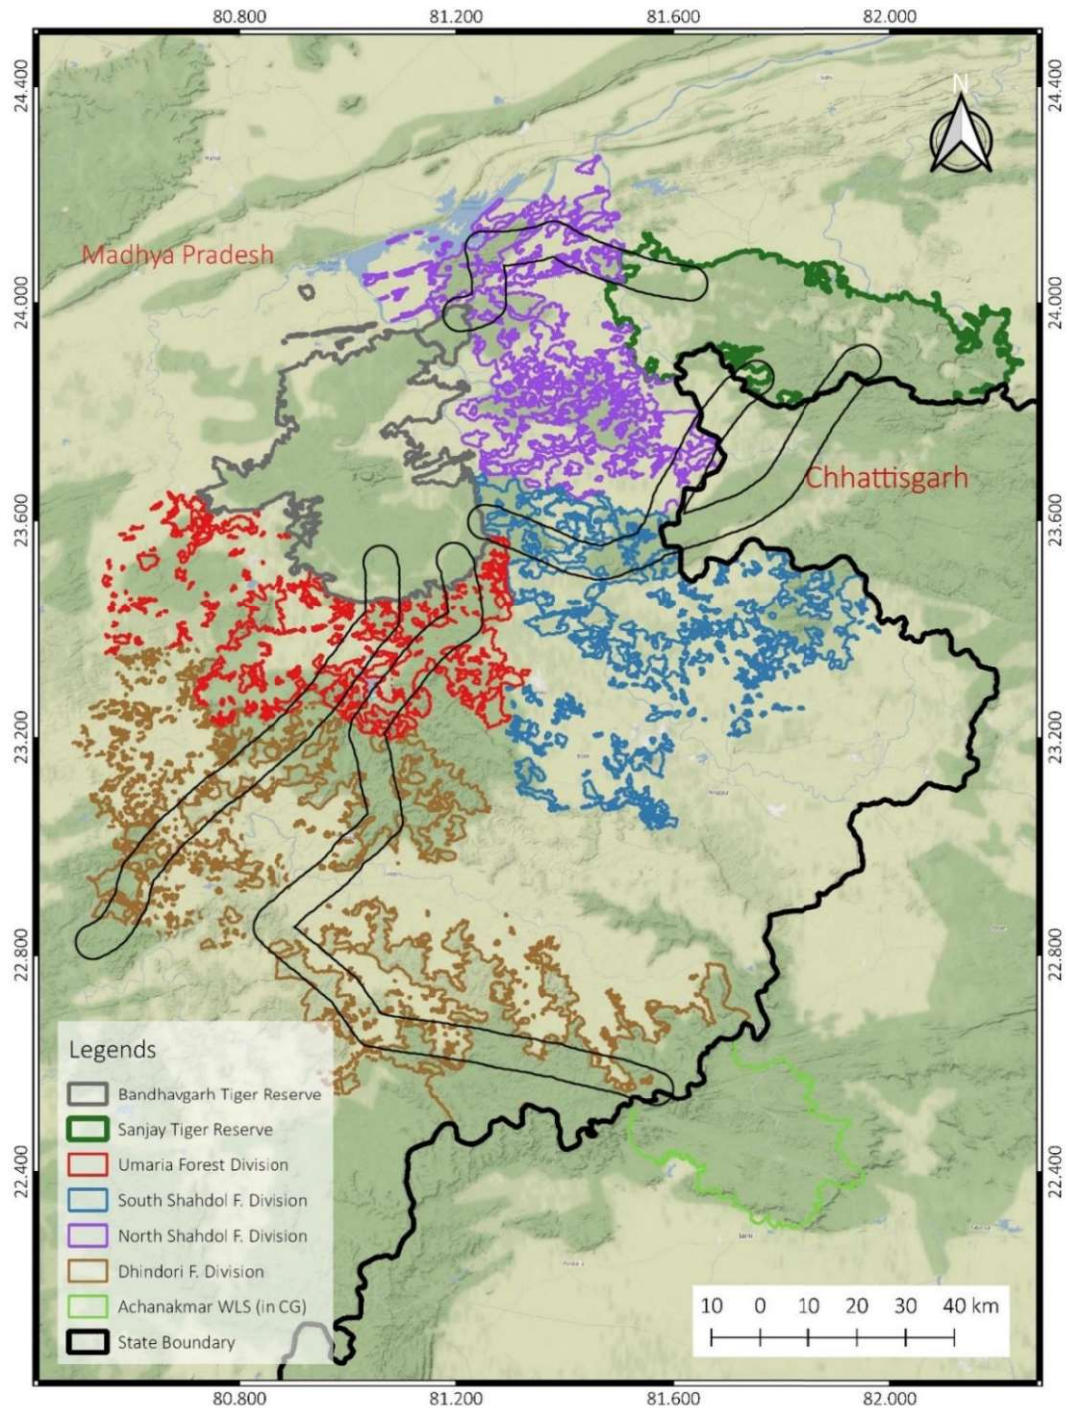 80.800 81.200 81.600 82.000
24.400 24.400
N
Madhya Pradesh
24.000 24.000
Chhattisgarh
23.600 23.600
23.200 23.200
22.800 22.800
Legends
Bandhavgarh Tiger Reserve
Sanjay Tiger Reserve
Umaria Forest Division
22.400 22.400
South Shahdol F. Division
North Shahdol F. Division
Dhindori F. Division
Achanakmar WLS (in CG)
State Boundary
10 0 10 20 30 40 km
80.800 81.200 81.600 82.000